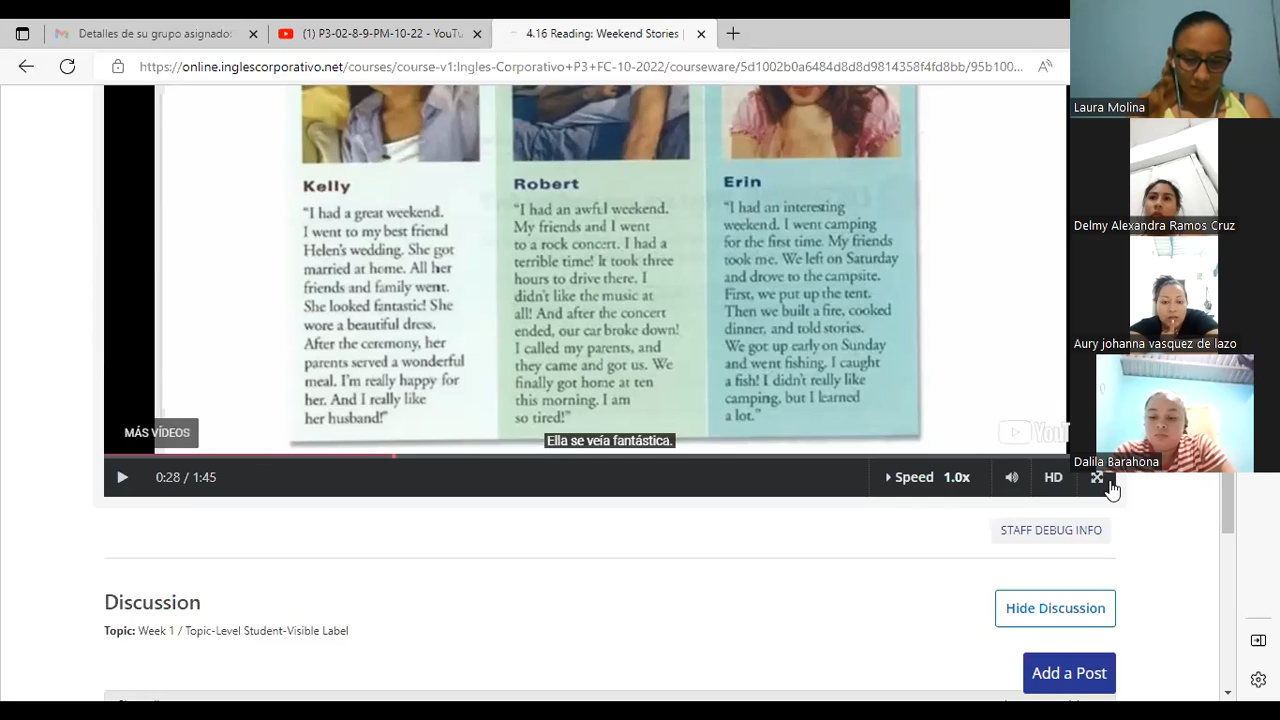 Detalles de su grupo asignado:
(1) P3-02-8-9-PM-10-22 - YouTu
4.16 Reading: Weekend Stories |
https://online.inglescorporativo.net/courses/course-v1:Ingles-Corporativo+P3+FC-10-2022/courseware/5d1002b0a6484d8d8d9814358f4fd8bb/95b100...
Laura Molina
Delmy Alexandra Ramos Cruz
Aury johanna vasquez de lazo
Dalila Barahona
Kelly
"I had a great weekend.
I went to my best friend
Helen's wedding. She got
married at home. All her
friends and family went.
She looked fantastic! She
wore a beautiful dress.
After the ceremony, her
parents served a wonderful
meal. I'm really happy for
her. And I really like
her husband!"
Robert
"I had an awful weekend.
My friends and I went
to a rock concert. I had a
terrible time! It took three
hours to drive there. I
didn't like the music at
all! And after the concert
ended, our car broke down!
I called my parents, and
they came and got us. We
finally got home at ten
this morning. I am
so tired!"
Erin
"I had an interesting
weekend. I went camping
for the first time. My friends
took me. We left on Saturday
and drove to the campsite.
First, we put up the tent.
Then we built a fire, cooked
dinner, and told stories.
We got up early on Sunday
and went fishing. I caught
a fish! I didn't really like
camping, but I learned
a lot."
MÁS VÍDEOS
Ella se veía fantástica.
YouT
0:28 / 1:45
Speed 1.0x
HD
STAFF DEBUG INFO
Discussion
Hide Discussion
Topic: Week 1 / Topic-Level Student-Visible Label
Add a Post